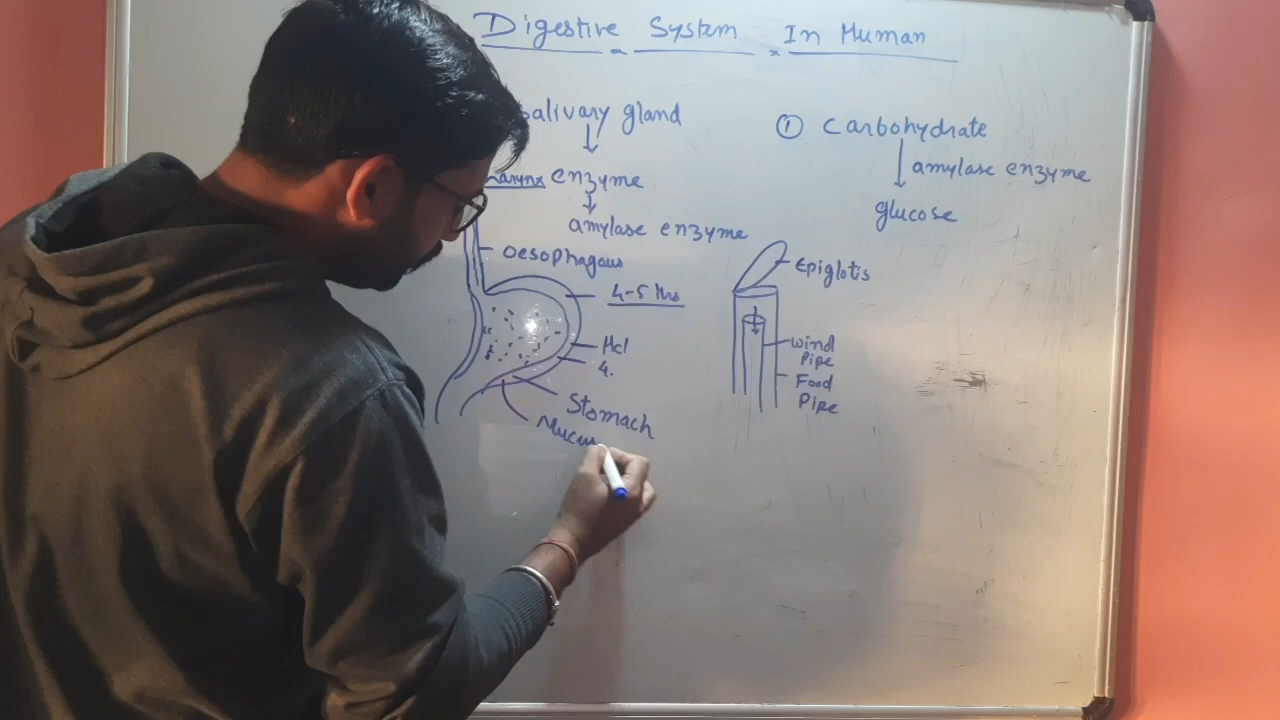 Digestive System In Human
salivary gland
enzyme
amylase enzyme
oesophagous
4-5 Hrs
Hcl
4.
Stomach
Mucus
① Carbohydrate
amylase enzyme
glucose
Epiglotis
wind
Pipe
Food
Pipe